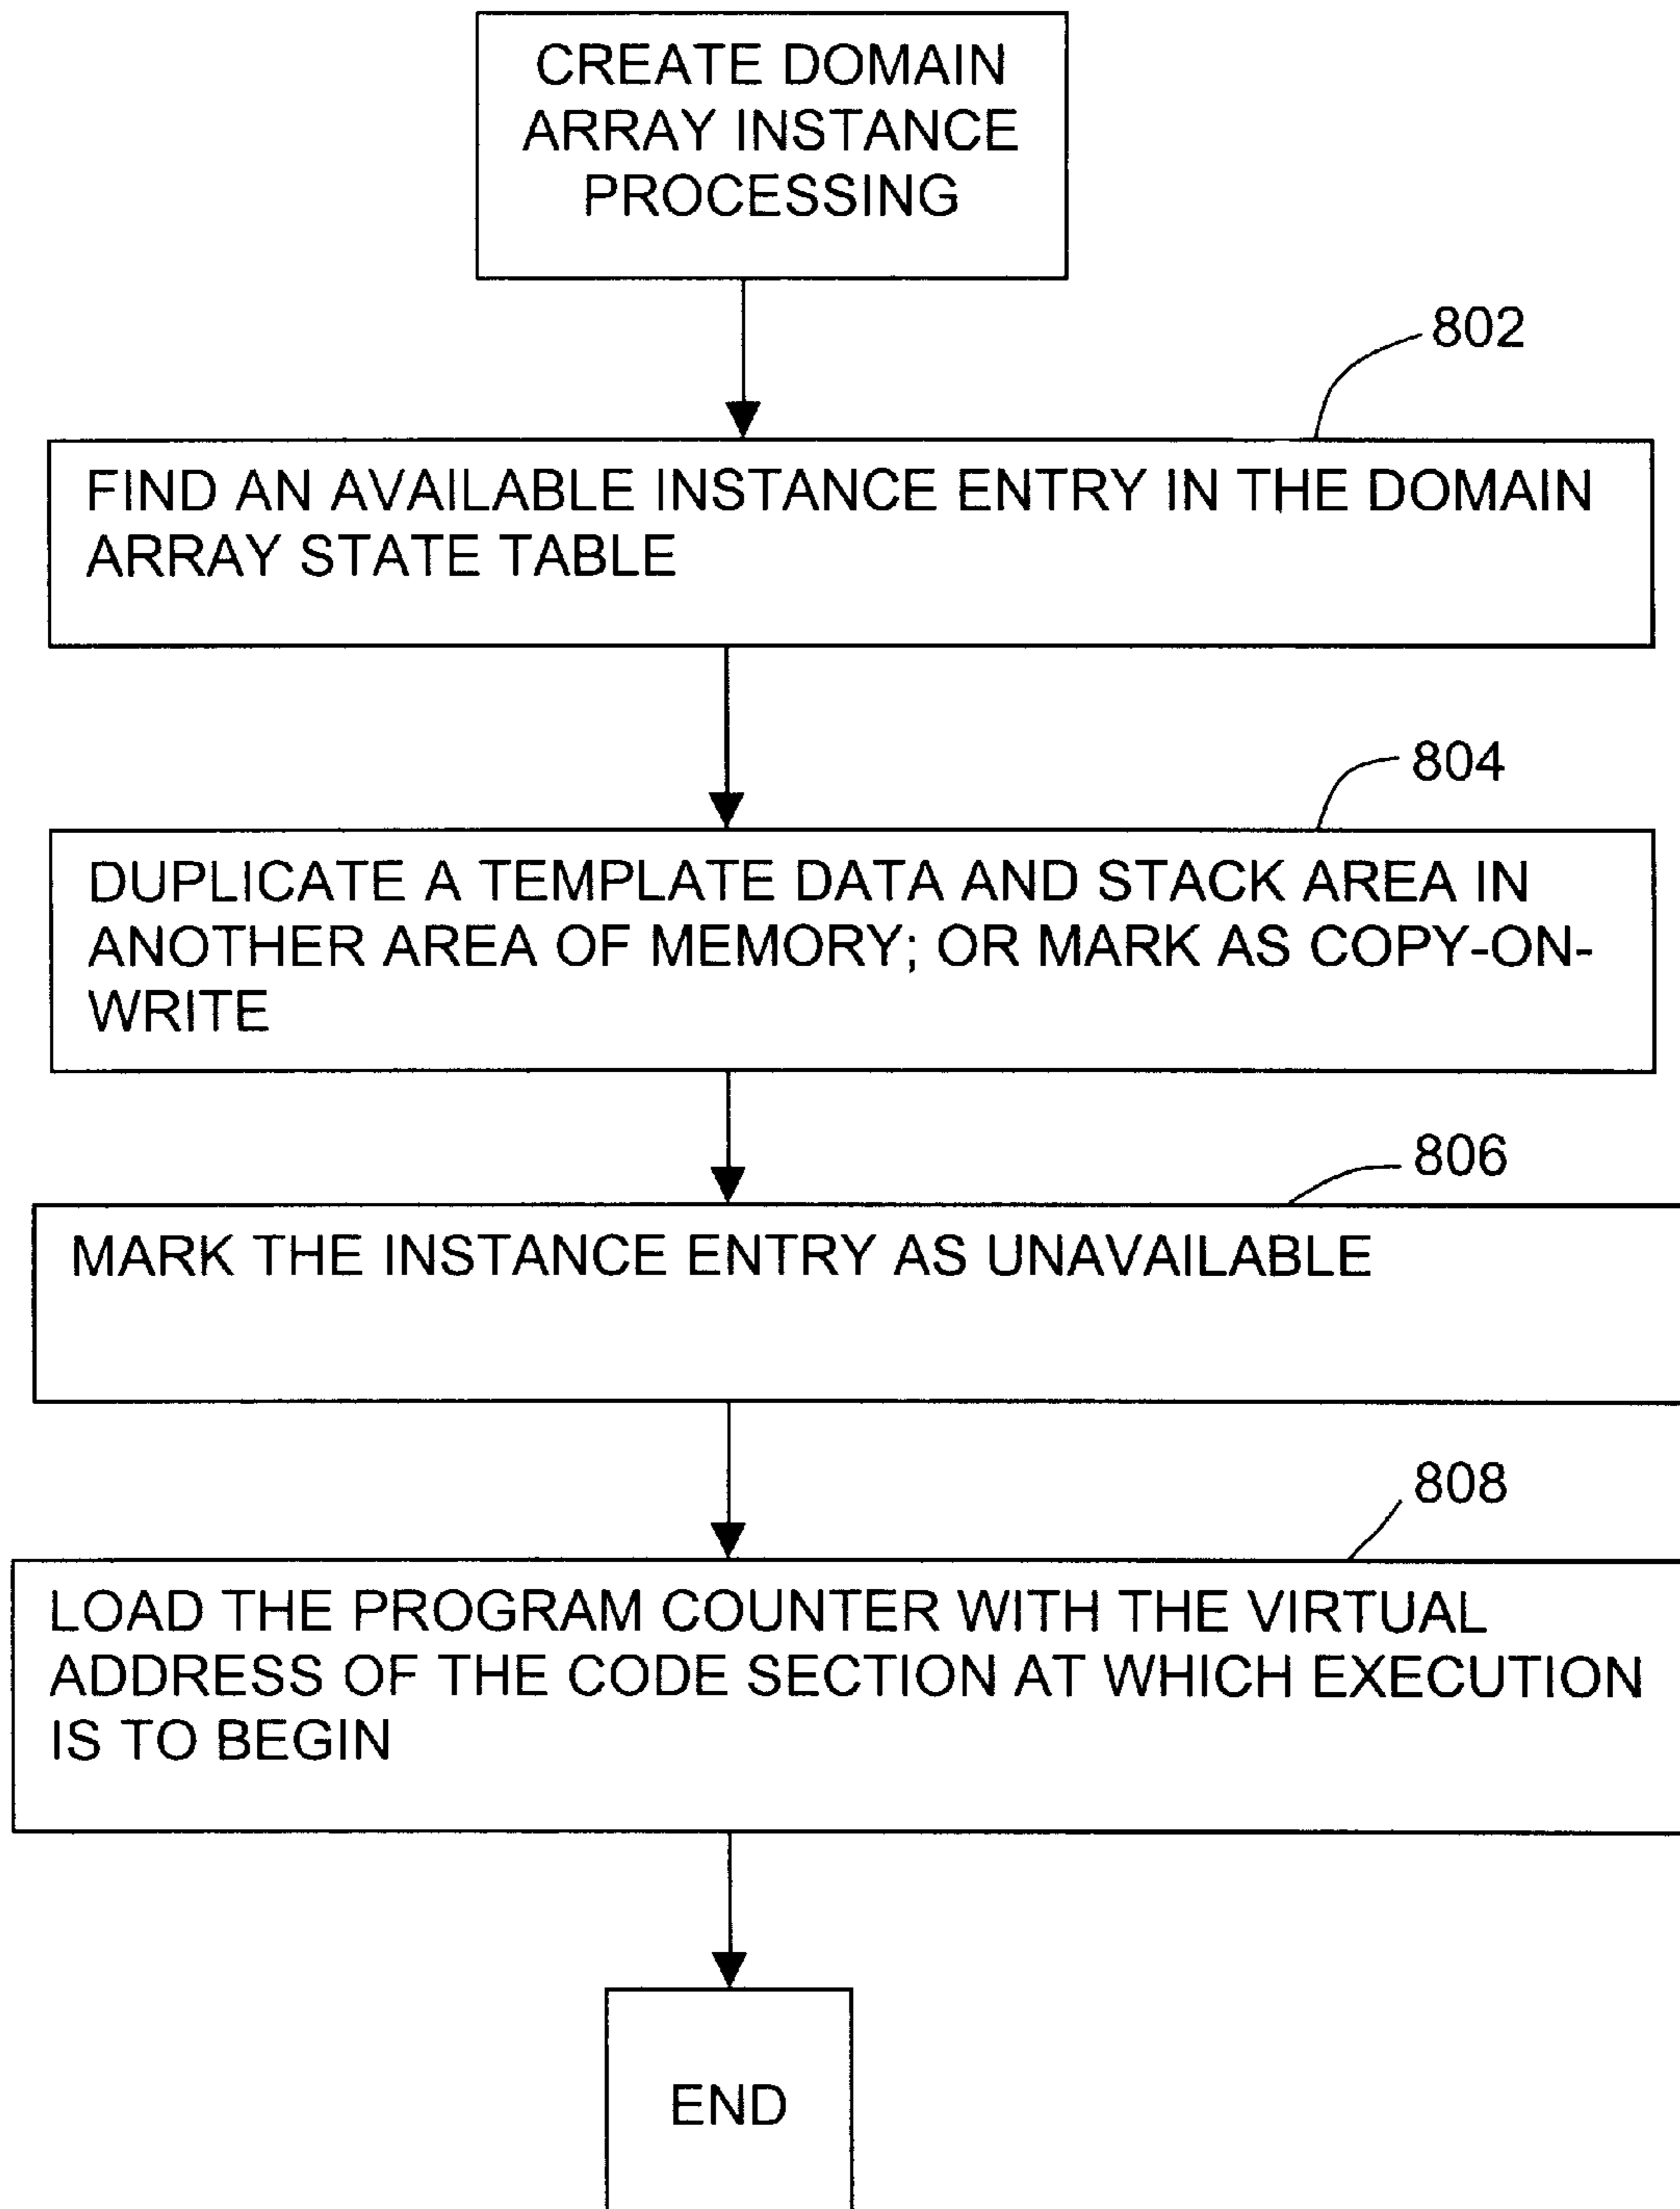 CREATE DOMAIN
ARRAY INSTANCE
PROCESSING
802
FIND AN AVAILABLE INSTANCE ENTRY IN THE DOMAIN
ARRAY STATE TABLE
804
DUPLICATE A TEMPLATE DATA AND STACK AREA IN
ANOTHER AREA OF MEMORY; OR MARK AS COPY-ON-
WRITE
806
MARK THE INSTANCE ENTRY AS UNAVAILABLE
808
LOAD THE PROGRAM COUNTER WITH THE VIRTUAL
ADDRESS OF THE CODE SECTION AT WHICH EXECUTION
IS TO BEGIN
END